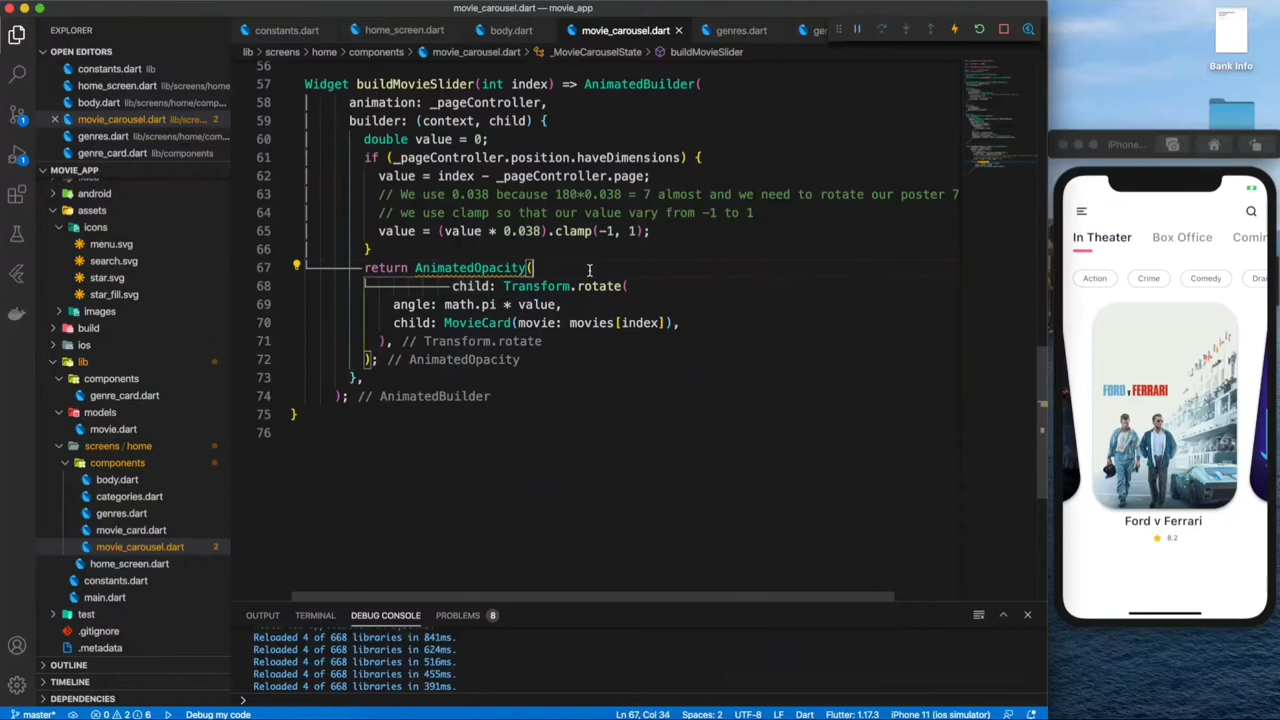 movie_carousel.dart — movie_app
EXPLORER
constants.dart
home_screen.dart
body.dart
movie_carousel.dart
genres.dart
lib > screens > home > components > movie_carousel.dart > _MovieCarouselState > buildMovieSlider
OPEN EDITORS
constants.dart lib
home_screen.dart lib/screens/home
body.dart lib/screens/home/comp...
movie_carousel.dart lib/scre... 2
genres.dart lib/screens/home/com...
genre_card.dart lib/components
MOVIE_APP
android
assets
icons
menu.svg
search.svg
star.svg
star_fill.svg
images
build
ios
lib
components
genre_card.dart
models
movie.dart
screens / home
components
body.dart
categories.dart
genres.dart
movie_card.dart
movie_carousel.dart 2
home_screen.dart
constants.dart
main.dart
test
.gitignore
.metadata
OUTLINE
TIMELINE
DEPENDENCIES
1
1
56
57 Widget buildMovieSlider(int index) => AnimatedBuilder(
58 animation: _pageController,
59 builder: (context, child) {
60 double value = 0;
61 if (_pageController.position.haveDimensions) {
62 value = index - _pageController.page;
63 // We use 0.038 because 180*0.038 = 7 almost and we need to rotate our poster 7
64 // we use clamp so that our value vary from -1 to 1
65 value = (value * 0.038).clamp(-1, 1);
66 }
67 return AnimatedOpacity(
68 child: Transform.rotate(
69 angle: math.pi * value,
70 child: MovieCard(movie: movies[index]),
71 ), // Transform.rotate
72 ); // AnimatedOpacity
73 },
74 ); // AnimatedBuilder
75 }
76
OUTPUT TERMINAL DEBUG CONSOLE PROBLEMS 8
Reloaded 4 of 668 libraries in 841ms.
Reloaded 4 of 668 libraries in 624ms.
Reloaded 4 of 668 libraries in 516ms.
Reloaded 4 of 668 libraries in 455ms.
Reloaded 4 of 668 libraries in 391ms.
master* 0 2 6 Debug my code
Ln 67, Col 34 Spaces: 2 UTF-8 LF Dart Flutter: 1.17.3 iPhone 11 (ios simulator)
Bank Info
iPhone...
In Theater Box Office Comin
Action Crime Comedy Dra
FORD v FERRARI
Ford v Ferrari
8.2